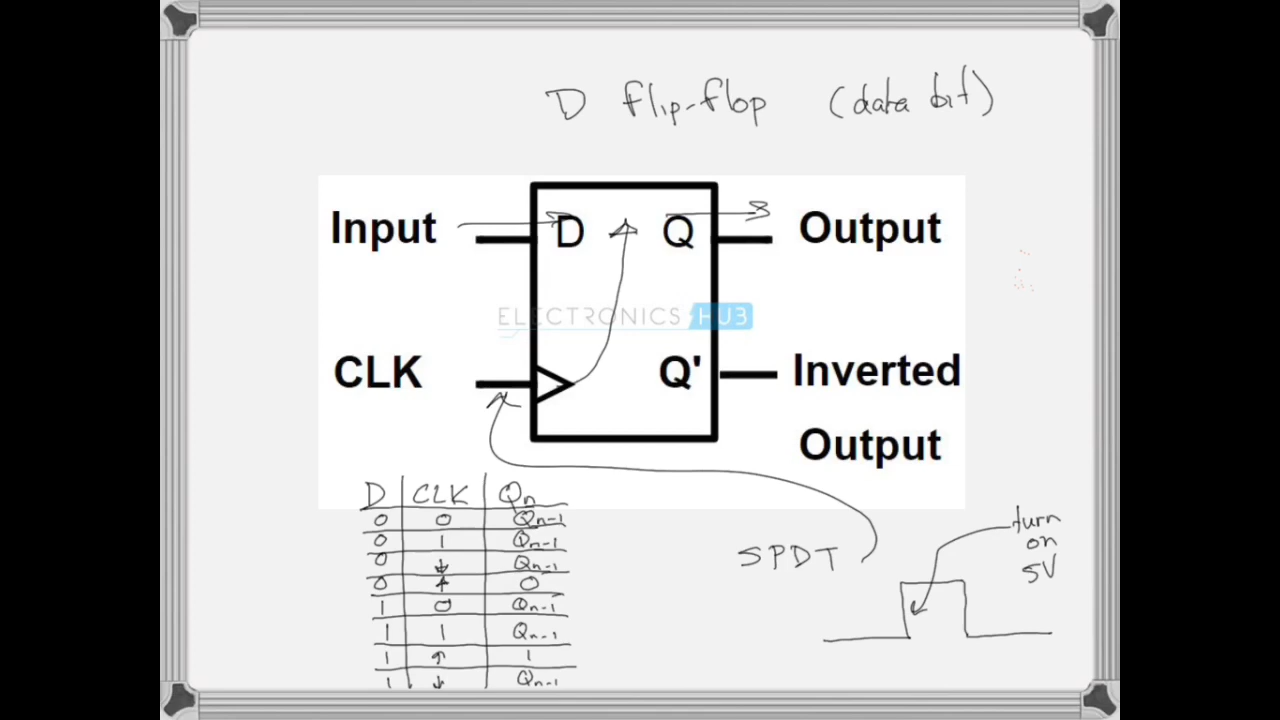 D flip-flop (data bit)
Input D Q Output
ELECTRONICS HUB
CLK Q' Inverted
Output
D CLK Qn
0 0 Qn-1
0 1 Qn-1
0 ↓ Qn-1
0 ↑ 0
1 0 Qn-1
1 1 Qn-1
1 ↑ 1
1 ↓ Qn-1
SPDT
turn
on
5V